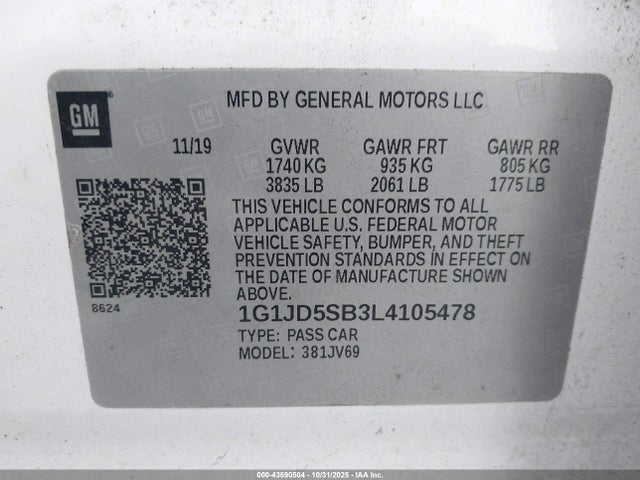 GM
MFD BY GENERAL MOTORS LLC
11/19 GVWR GAWR FRT GAWR RR
1740 KG 935 KG 805 KG
3835 LB 2061 LB 1775 LB
THIS VEHICLE CONFORMS TO ALL
APPLICABLE U.S. FEDERAL MOTOR
VEHICLE SAFETY, BUMPER, AND THEFT
PREVENTION STANDARDS IN EFFECT ON
THE DATE OF MANUFACTURE SHOWN
ABOVE.
8624
1G1JD5SB3L4105478
TYPE: PASS CAR
MODEL: 381JV69
000-43590504 - 10/31/2025 - IAA Inc.